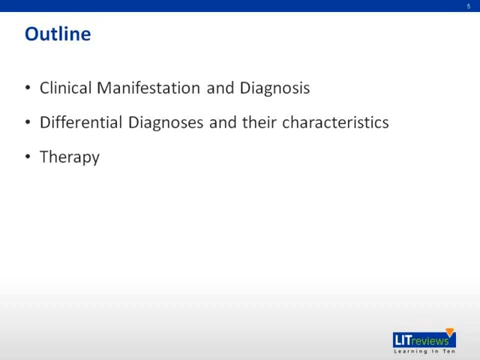 5
Outline
• Clinical Manifestation and Diagnosis
• Differential Diagnoses and their characteristics
• Therapy
LITreviews
Learning In Ten